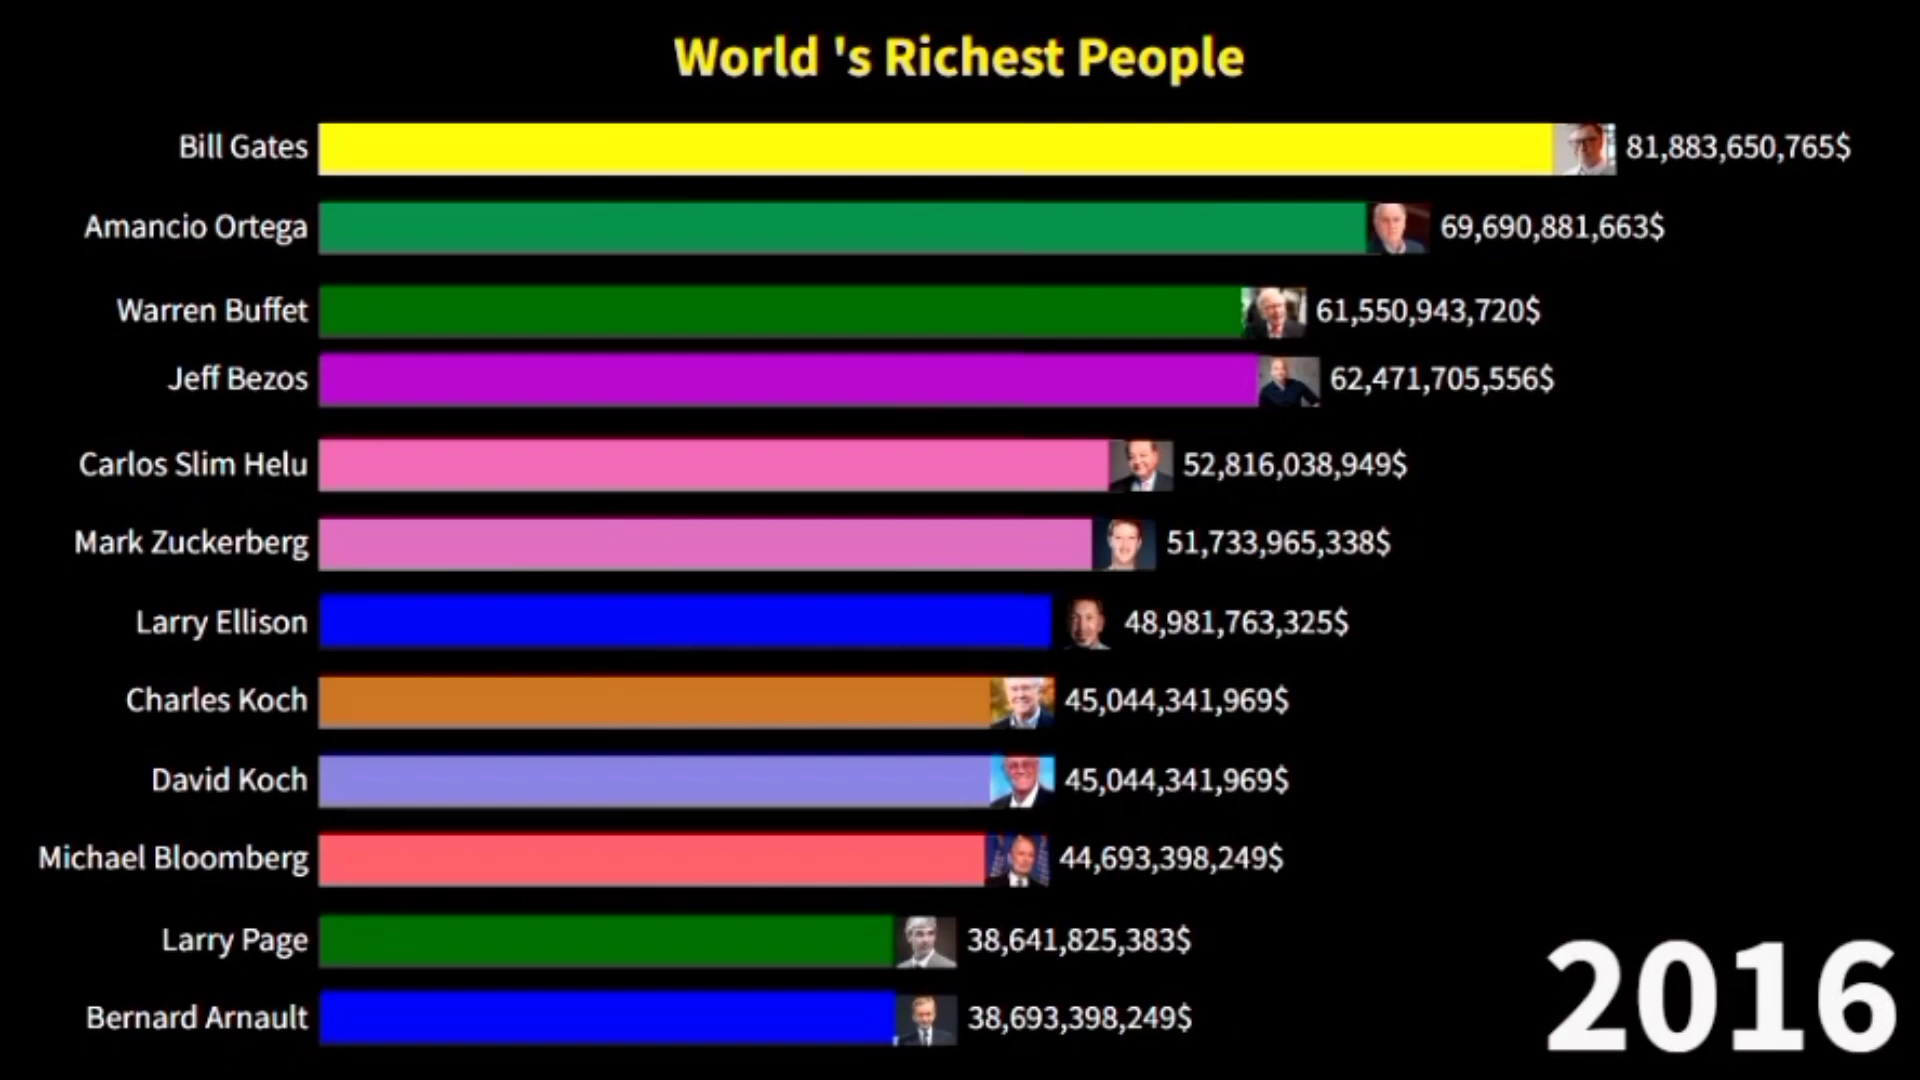 World 's Richest People
Bill Gates 81,883,650,765$
Amancio Ortega 69,690,881,663$
Warren Buffet 61,550,943,720$
Jeff Bezos 62,471,705,556$
Carlos Slim Helu 52,816,038,949$
Mark Zuckerberg 51,733,965,338$
Larry Ellison 48,981,763,325$
Charles Koch 45,044,341,969$
David Koch 45,044,341,969$
Michael Bloomberg 44,693,398,249$
Larry Page 38,641,825,383$
Bernard Arnault 38,693,398,249$
2016